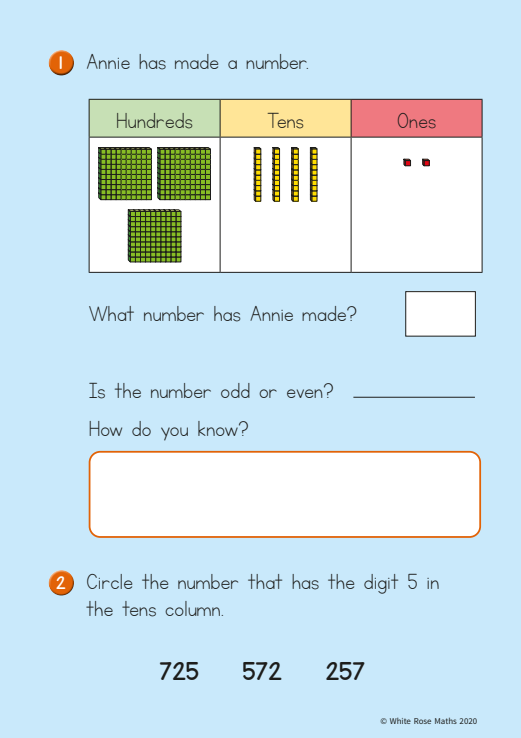 1 Annie has made a number.
Hundreds Tens Ones
What number has Annie made?
Is the number odd or even?
How do you know?
2 Circle the number that has the digit 5 in
the tens column.
725 572 257
© White Rose Maths 2020